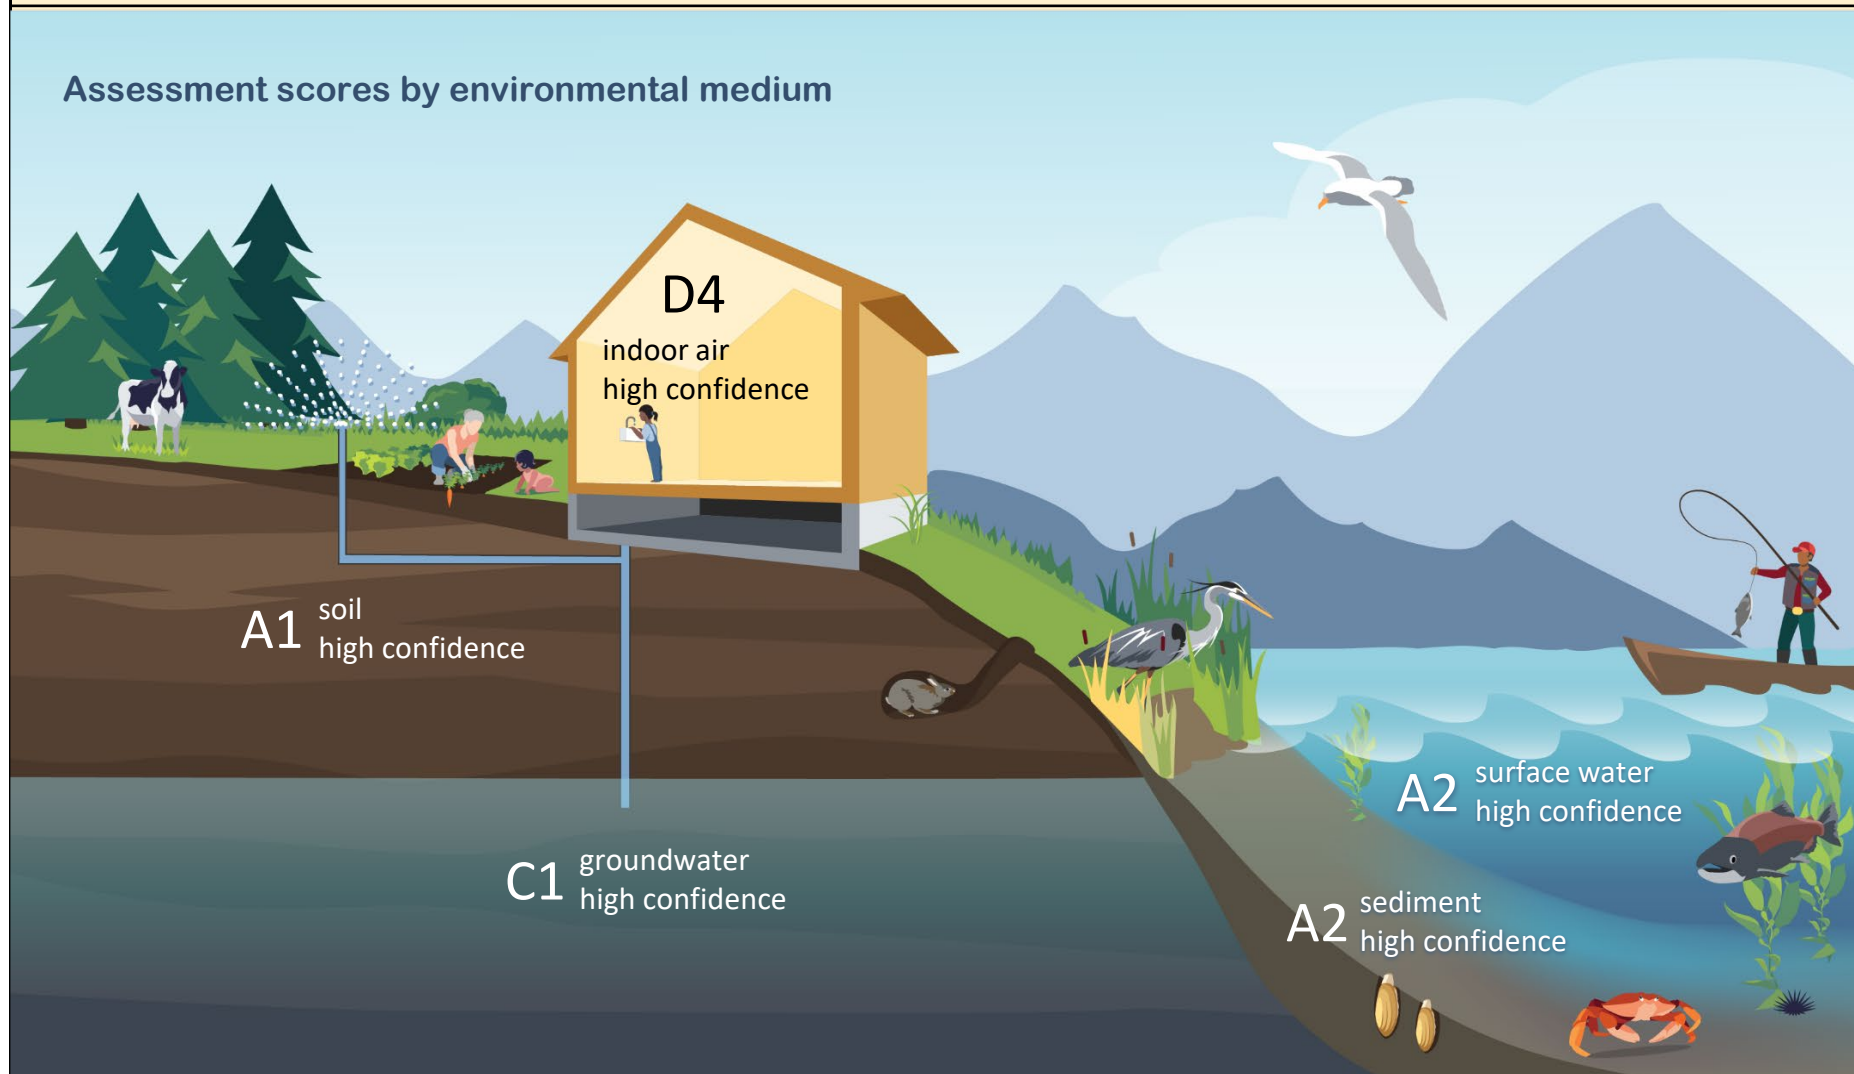 Assessment scores by environmental medium
D4
indoor air
high confidence
A1
soil
high confidence
C1
groundwater
high confidence
A2
surface water
high confidence
A2
sediment
high confidence